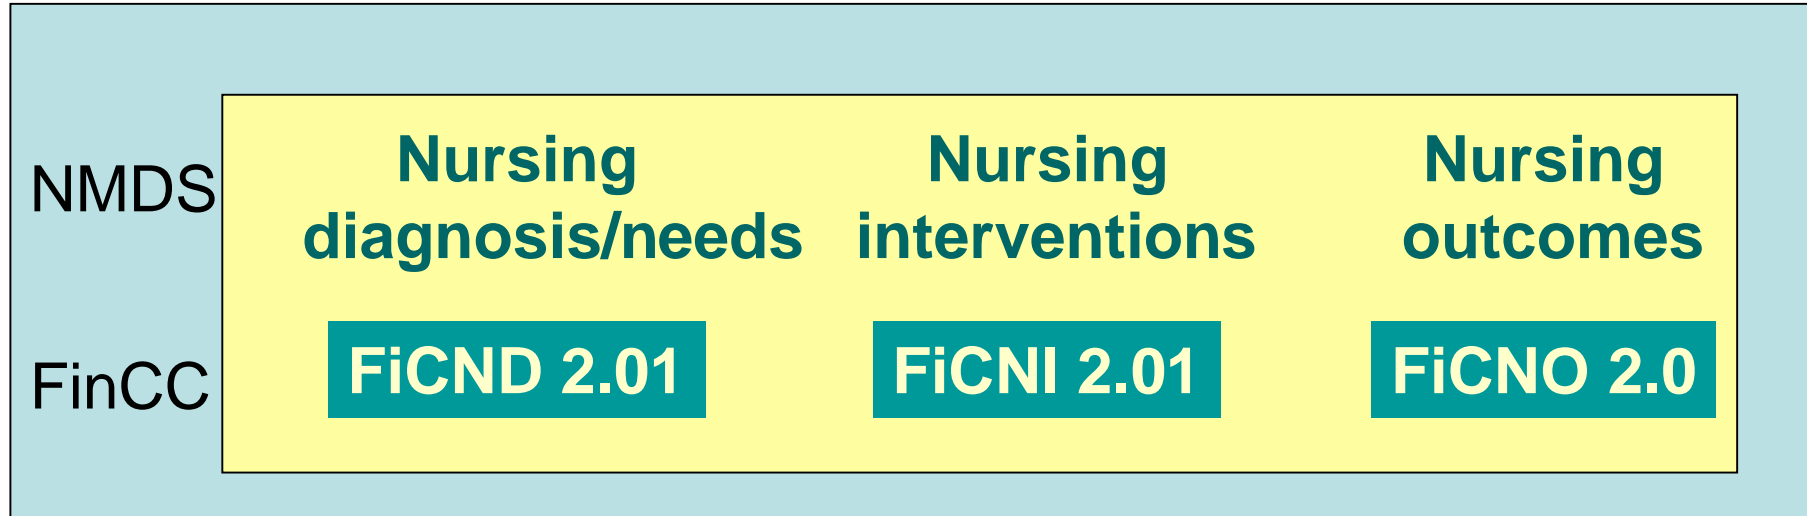 NMDS
Nursing diagnosis/needs
Nursing interventions
Nursing outcomes
FinCC
FiCND 2.01
FiCNI 2.01
FiCNO 2.0